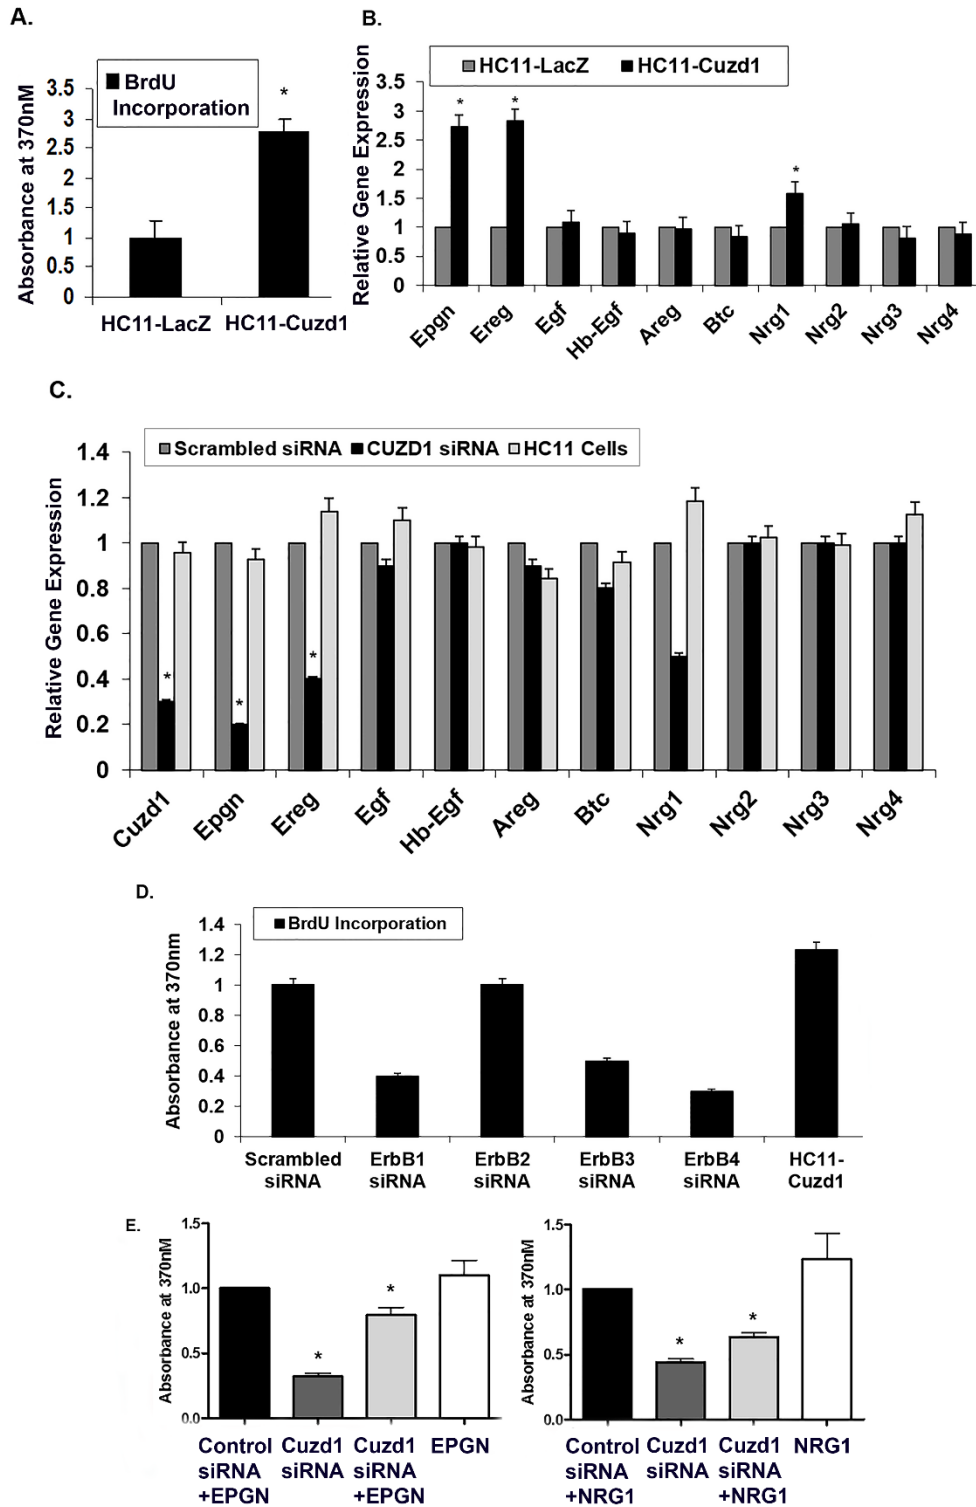 A.
BrdU
Incorporation
Absorbance at 370nM
3.5
3
2.5
2
1.5
1
0.5
0
*
HC11-LacZ HC11-Cuzd1
B.
HC11-LacZ HC11-Cuzd1
Relative Gene Expression
3.5
3
2.5
2
1.5
1
0.5
0
* * *
Epgn Ereg Egf Hb-Egf Areg Btc Nrg1 Nrg2 Nrg3 Nrg4
C.
Scrambled siRNA CUZD1 siRNA HC11 Cells
Relative Gene Expression
1.4
1.2
1
0.8
0.6
0.4
0.2
0
* * *
Cuzd1 Epgn Ereg Egf Hb-Egf Areg Btc Nrg1 Nrg2 Nrg3 Nrg4
D.
BrdU Incorporation
Absorbance at 370nm
1.4
1.2
1
0.8
0.6
0.4
0.2
0
Scrambled ErbB1 ErbB2 ErbB3 ErbB4 HC11-
siRNA siRNA siRNA siRNA siRNA Cuzd1
E.
Absorbance at 370nM
1.5
1.0
0.5
0.0
* *
Control Cuzd1 Cuzd1 EPGN
siRNA siRNA siRNA
+EPGN +EPGN
Absorbance at 370nM
1.5
1.0
0.5
0.0
* *
Control Cuzd1 Cuzd1 NRG1
siRNA siRNA siRNA
+NRG1 +NRG1